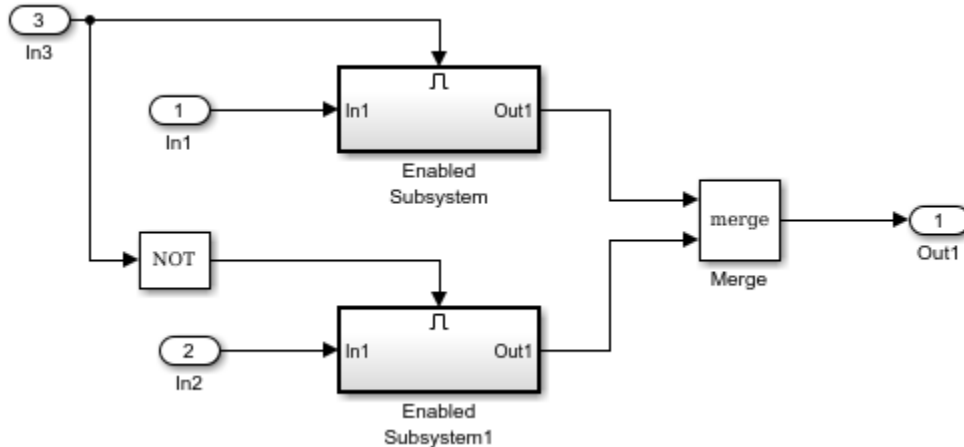 3
In3
1
In1
In1
Out1
Enabled
Subsystem
merge
Merge
1
Out1
NOT
2
In2
In1
Out1
Enabled
Subsystem1